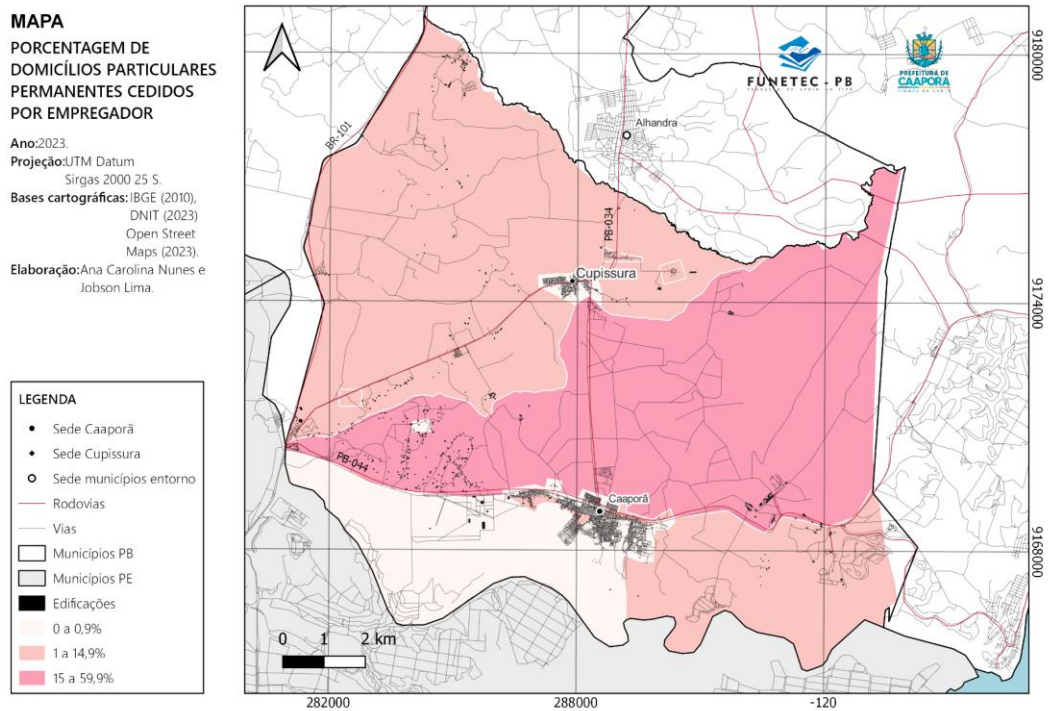 MAPA
PORCENTAGEM DE
DOMICÍLIOS PARTICULARES
PERMANENTES CEDIDOS
POR EMPREGADOR
Ano:2023.
Projeção:UTM Datum
Sirgas 2000 25 S.
Bases cartográficas:IBGE (2010),
DNIT (2023)
Open Street
Maps (2023).
Elaboração:Ana Carolina Nunes e
Jobson Lima.
LEGENDA
Sede Caaporã
Sede Cupissura
Sede municípios entorno
Rodovias
Vias
Municípios PB
Municípios PE
Edificações
0 a 0,9%
1 a 14,9%
15 a 59,9%
FUNETEC - PB
PREFEITURA DE
CAAPORA
BR-101
Alhandra
PB-034
Cupissura
PB-044
Caaporã
0 1 2 km
9180000
9174000
9168000
282000
288000
-120